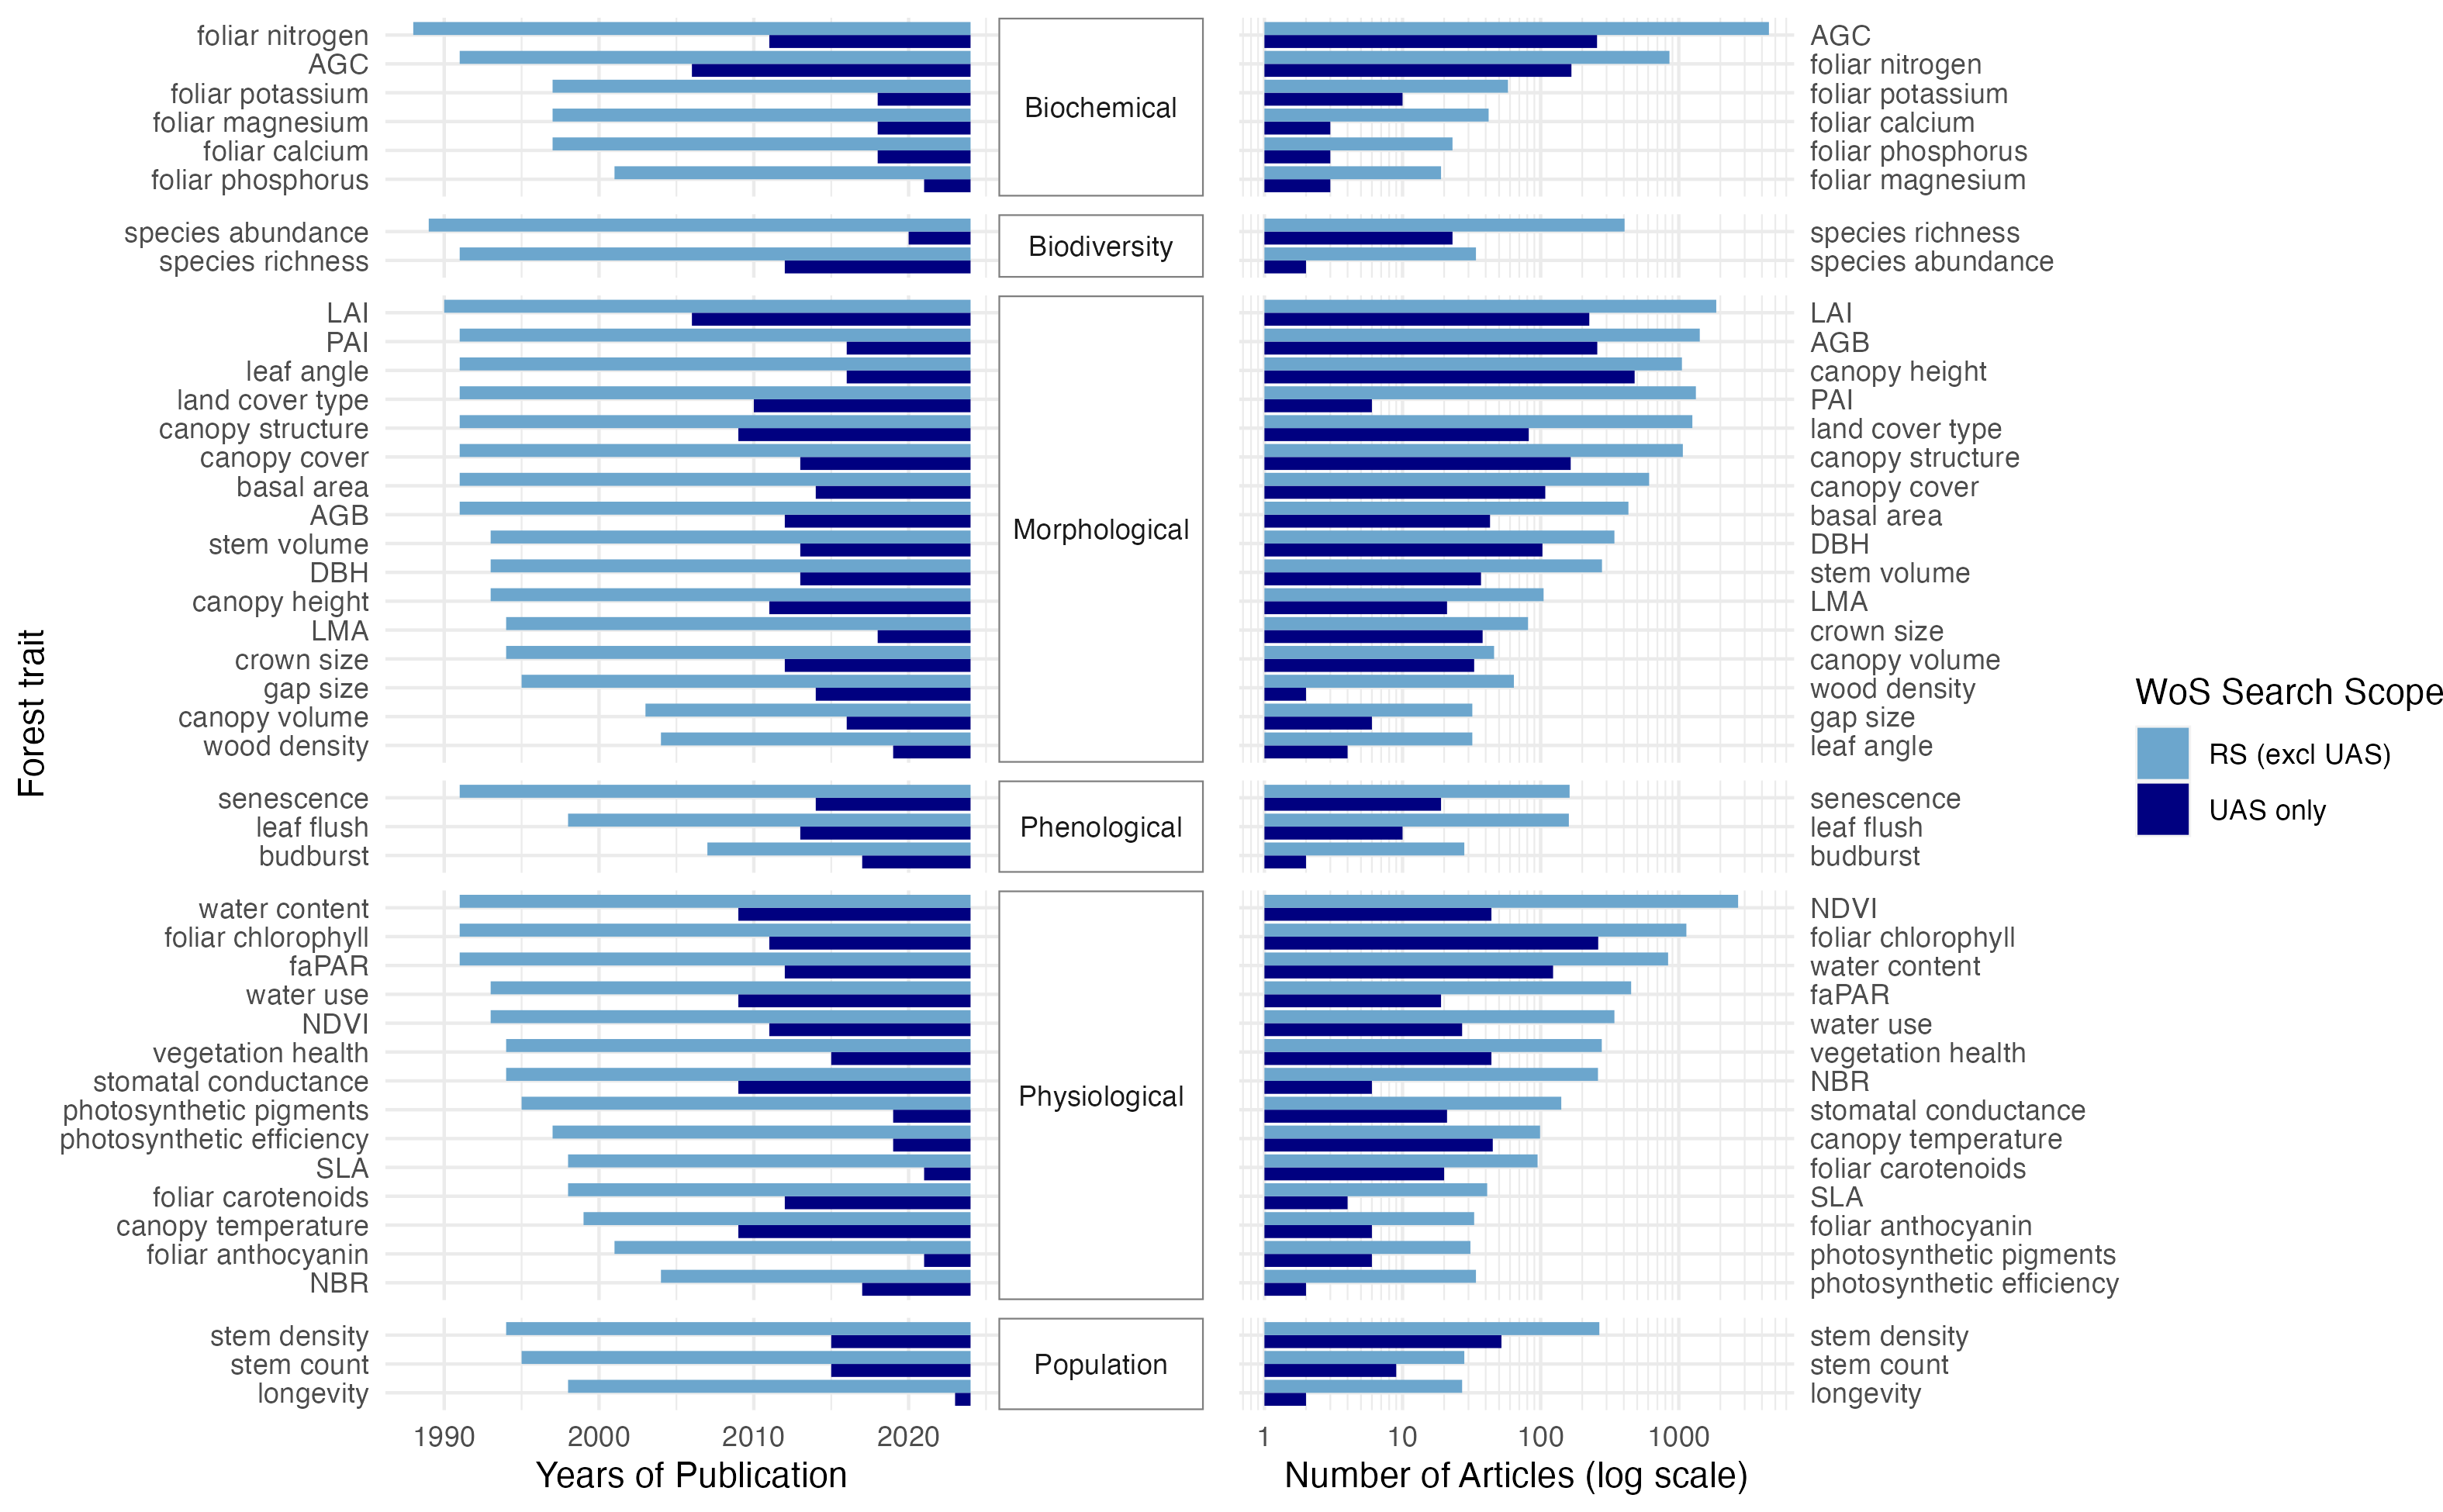 foliar nitrogen
AGC
foliar potassium
foliar magnesium
foliar calcium
foliar phosphorus
species abundance
species richness
LAI
PAI
leaf angle
land cover type
canopy structure
canopy cover
basal area
AGB
stem volume
DBH
canopy height
LMA
crown size
gap size
canopy volume
wood density
senescence
leaf flush
budburst
water content
foliar chlorophyll
faPAR
water use
NDVI
vegetation health
stomatal conductance
photosynthetic pigments
photosynthetic efficiency
SLA
foliar carotenoids
canopy temperature
foliar anthocyanin
NBR
stem density
stem count
longevity
Forest trait
1990 2000 2010 2020
Years of Publication
Biochemical
Biodiversity
Morphological
Phenological
Physiological
Population
AGC
foliar nitrogen
foliar potassium
foliar calcium
foliar phosphorus
foliar magnesium
species richness
species abundance
LAI
AGB
canopy height
PAI
land cover type
canopy structure
canopy cover
basal area
DBH
stem volume
LMA
crown size
canopy volume
wood density
gap size
leaf angle
senescence
leaf flush
budburst
NDVI
foliar chlorophyll
water content
faPAR
water use
vegetation health
NBR
stomatal conductance
canopy temperature
foliar carotenoids
SLA
foliar anthocyanin
photosynthetic pigments
photosynthetic efficiency
stem density
stem count
longevity
1 10 100 1000
Number of Articles (log scale)
WoS Search Scope
RS (excl UAS)
UAS only